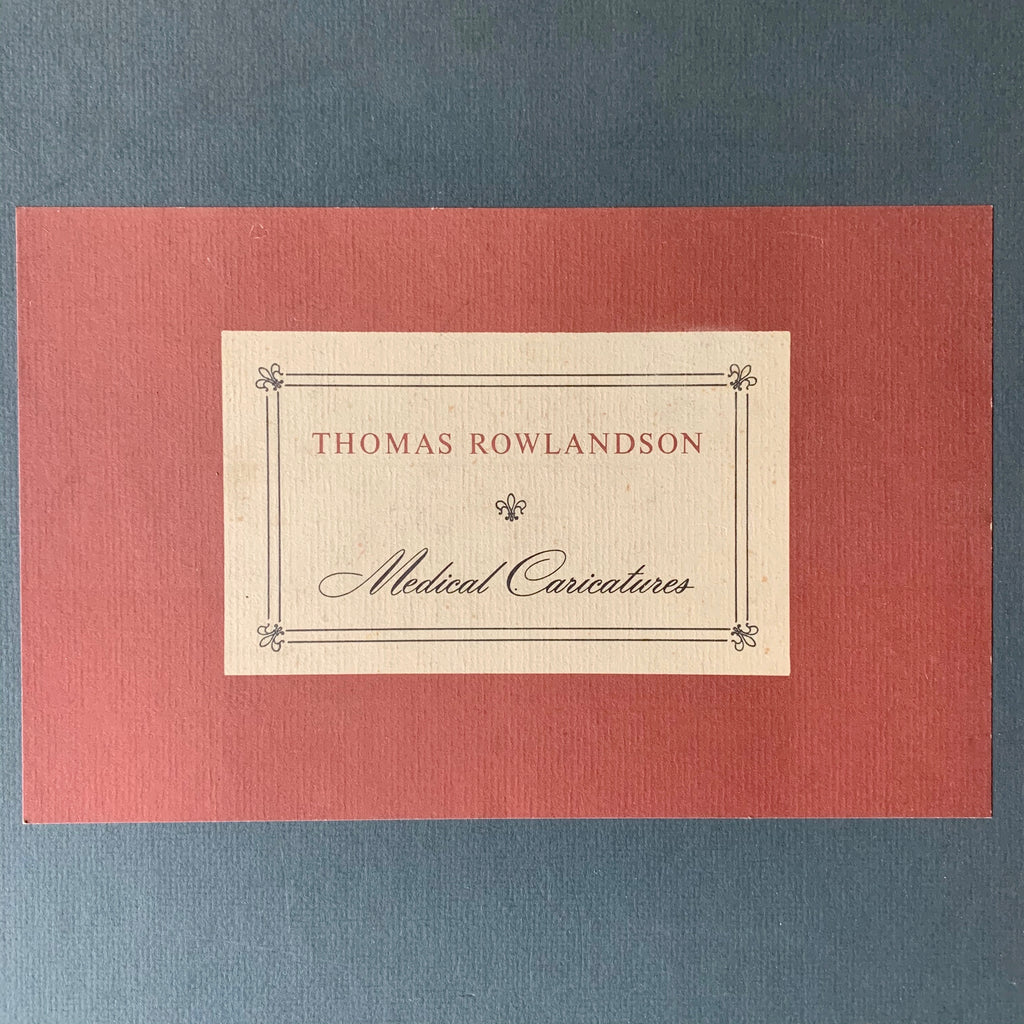 THOMAS ROWLANDSON
Medical Caricatures